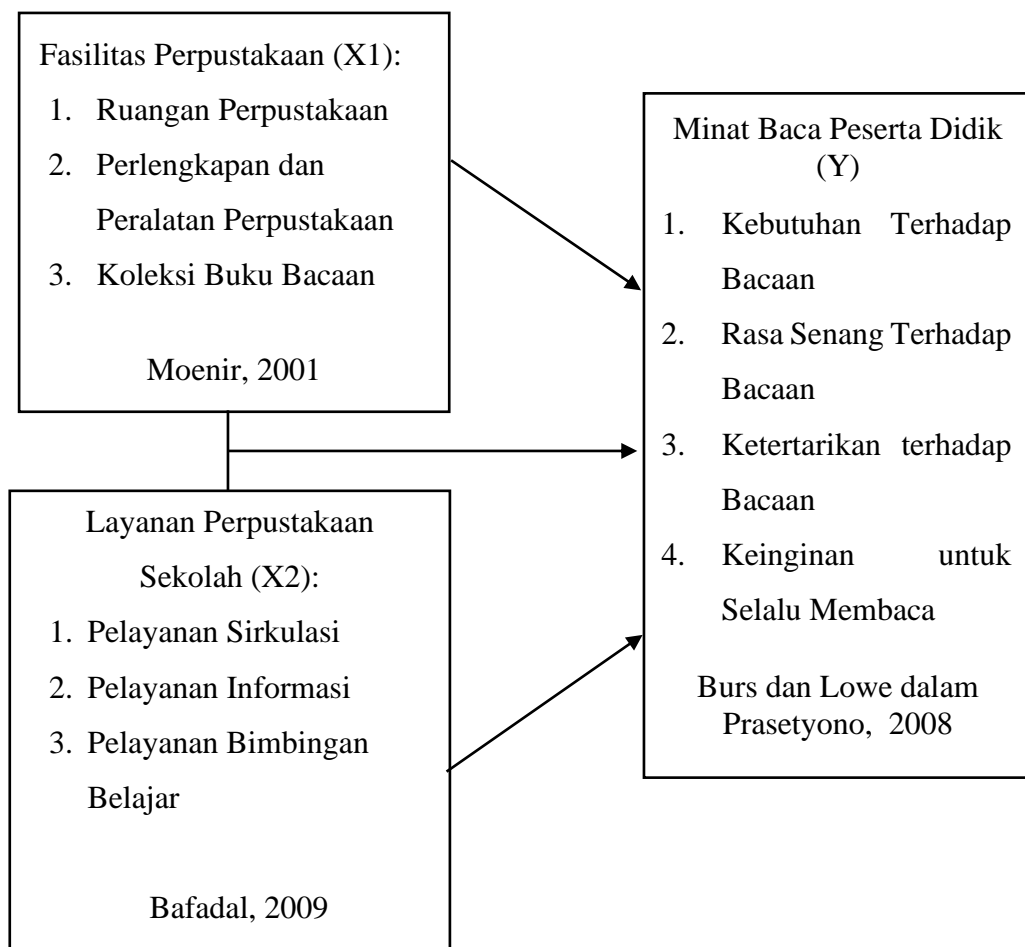 Fasilitas Perpustakaan (X1):
1. Ruangan Perpustakaan
2. Perlengkapan dan
Peralatan Perpustakaan
3. Koleksi Buku Bacaan
Moenir, 2001
Layanan Perpustakaan
Sekolah (X2):
1. Pelayanan Sirkulasi
2. Pelayanan Informasi
3. Pelayanan Bimbingan
Belajar
Bafadal, 2009
Minat Baca Peserta Didik
(Y)
1. Kebutuhan Terhadap
Bacaan
2. Rasa Senang Terhadap
Bacaan
3. Ketertarikan terhadap
Bacaan
4. Keinginan untuk
Selalu Membaca
Burs dan Lowe dalam
Prasetyono, 2008